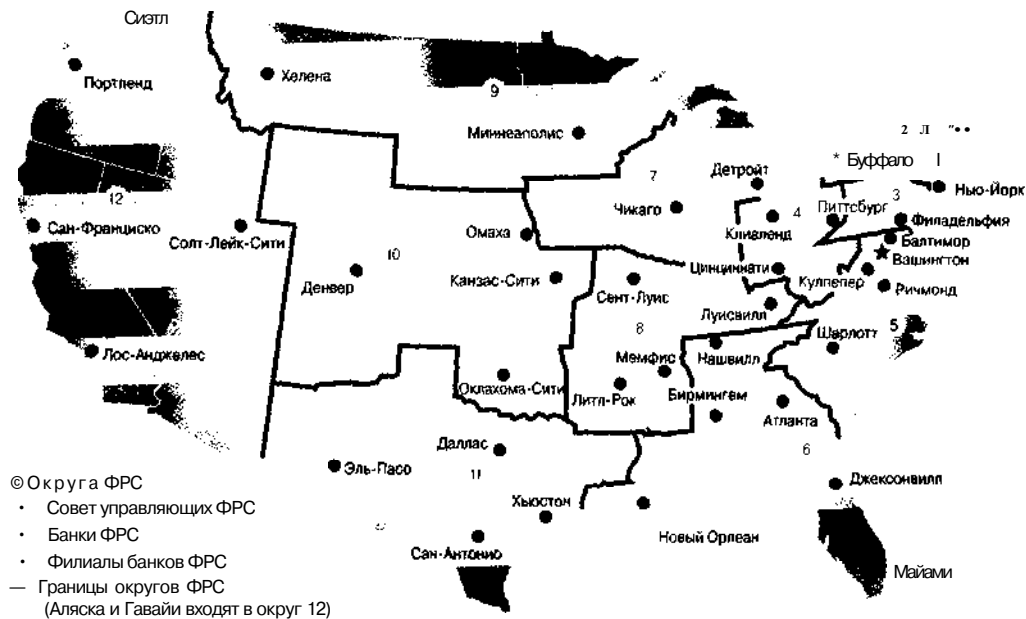 Сиэтл
Портленд
Хелена
9
Миннеаполис
2
* Буффало
Детройт
7
12
Нью-Йорк
3
Чикаго
4
Питтсбург
Филадельфия
Сан-Франциско
Солт-Лейк-Сити
Омаха
Кливленд
Балтимор
10
Вашингтон
Денвер
Канзас-Сити
Сент-Луис
Цинциннати
Кулпепер
Ричмонд
Луисвилл
8
5
Шарлотт
Лос-Анджелес
Мемфис
Нашвилл
Оклахома-Сити
Литл-Рок
Бирмингем
Атланта
Даллас
6
Эль-Пасо
11
Джексонвилл
Хьюстон
Новый Орлеан
Сан-Антонио
Майами
© Округа ФРС
• Совет управляющих ФРС
• Банки ФРС
• Филиалы банков ФРС
— Границы округов ФРС
(Аляска и Гавайи входят в округ 12)